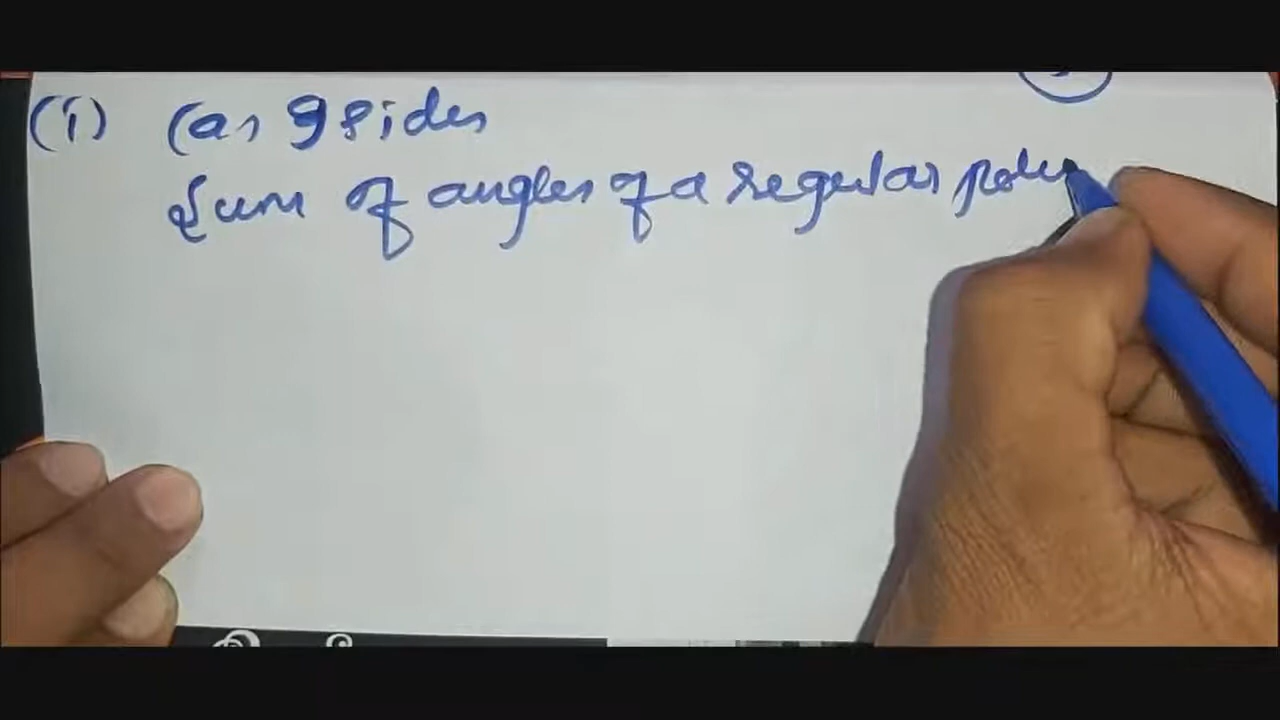 (i) (a) 9 sides
Sum of angles of a regular poly